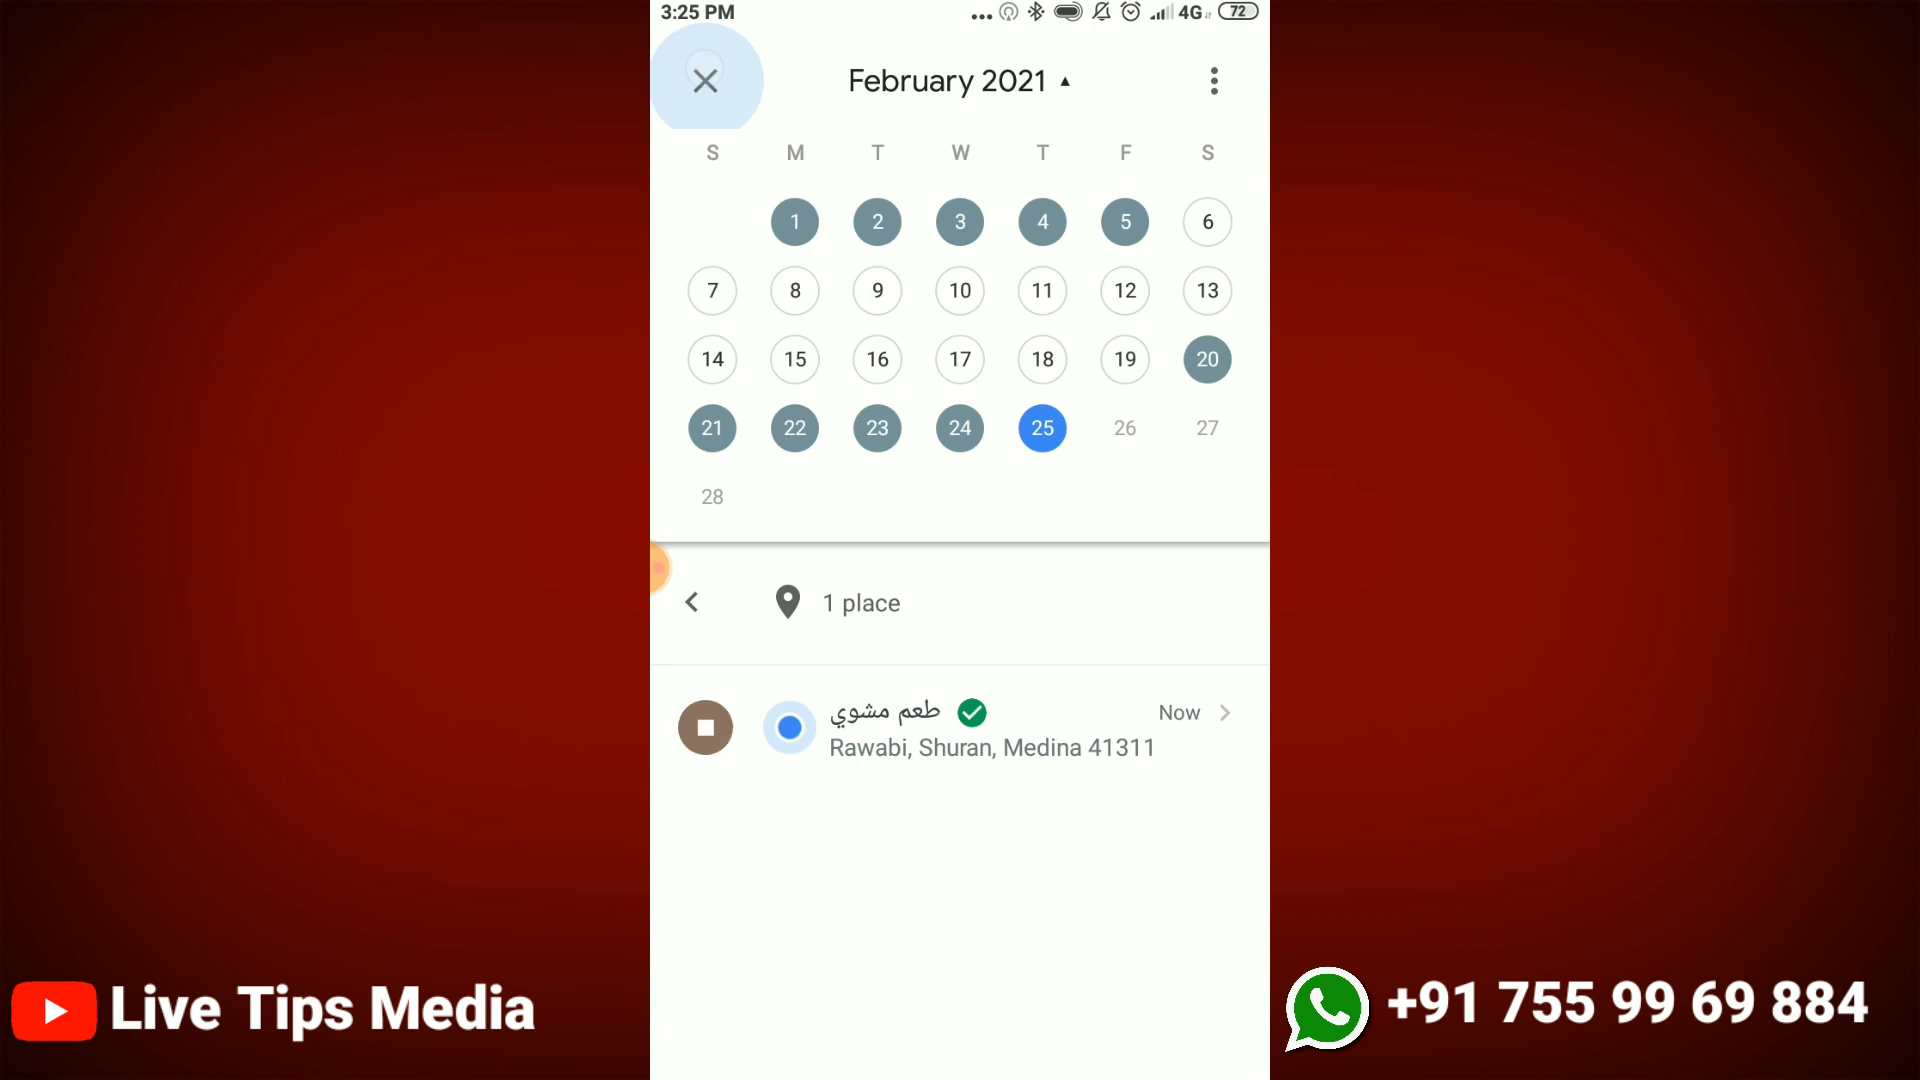 3:25 PM
4G
72
February 2021
S M T W T F S
1 2 3 4 5 6
7 8 9 10 11 12 13
14 15 16 17 18 19 20
21 22 23 24 25 26 27
28
1 place
طعم مشوي
Now
Rawabi, Shuran, Medina 41311
Live Tips Media
+91 755 99 69 884